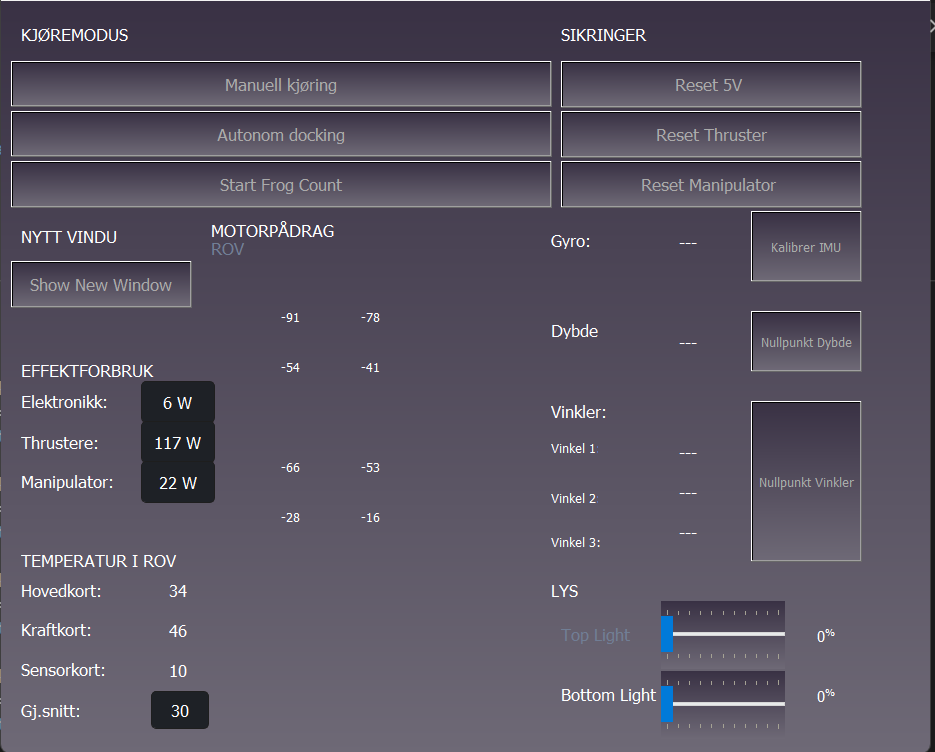 KJØREMODUS
Manuell kjøring
Autonom docking
Start Frog Count
SIKRINGER
Reset 5V
Reset Thruster
Reset Manipulator
NYTT VINDU
Show New Window
MOTORPÅDRAG
ROV
-91 -78
-54 -41
-66 -53
-28 -16
EFFEKTFORBRUK
Elektronikk: 6 W
Thrustere: 117 W
Manipulator: 22 W
TEMPERATUR I ROV
Hovedkort: 34
Kraftkort: 46
Sensorkort: 10
Gj.snitt: 30
Gyro: --- Kalibrer IMU
Dybde --- Nullpunkt Dybde
Vinkler:
Vinkel 1: ---
Vinkel 2 ---
Vinkel 3: ---
Nullpunkt Vinkler
LYS
Top Light 0%
Bottom Light 0%